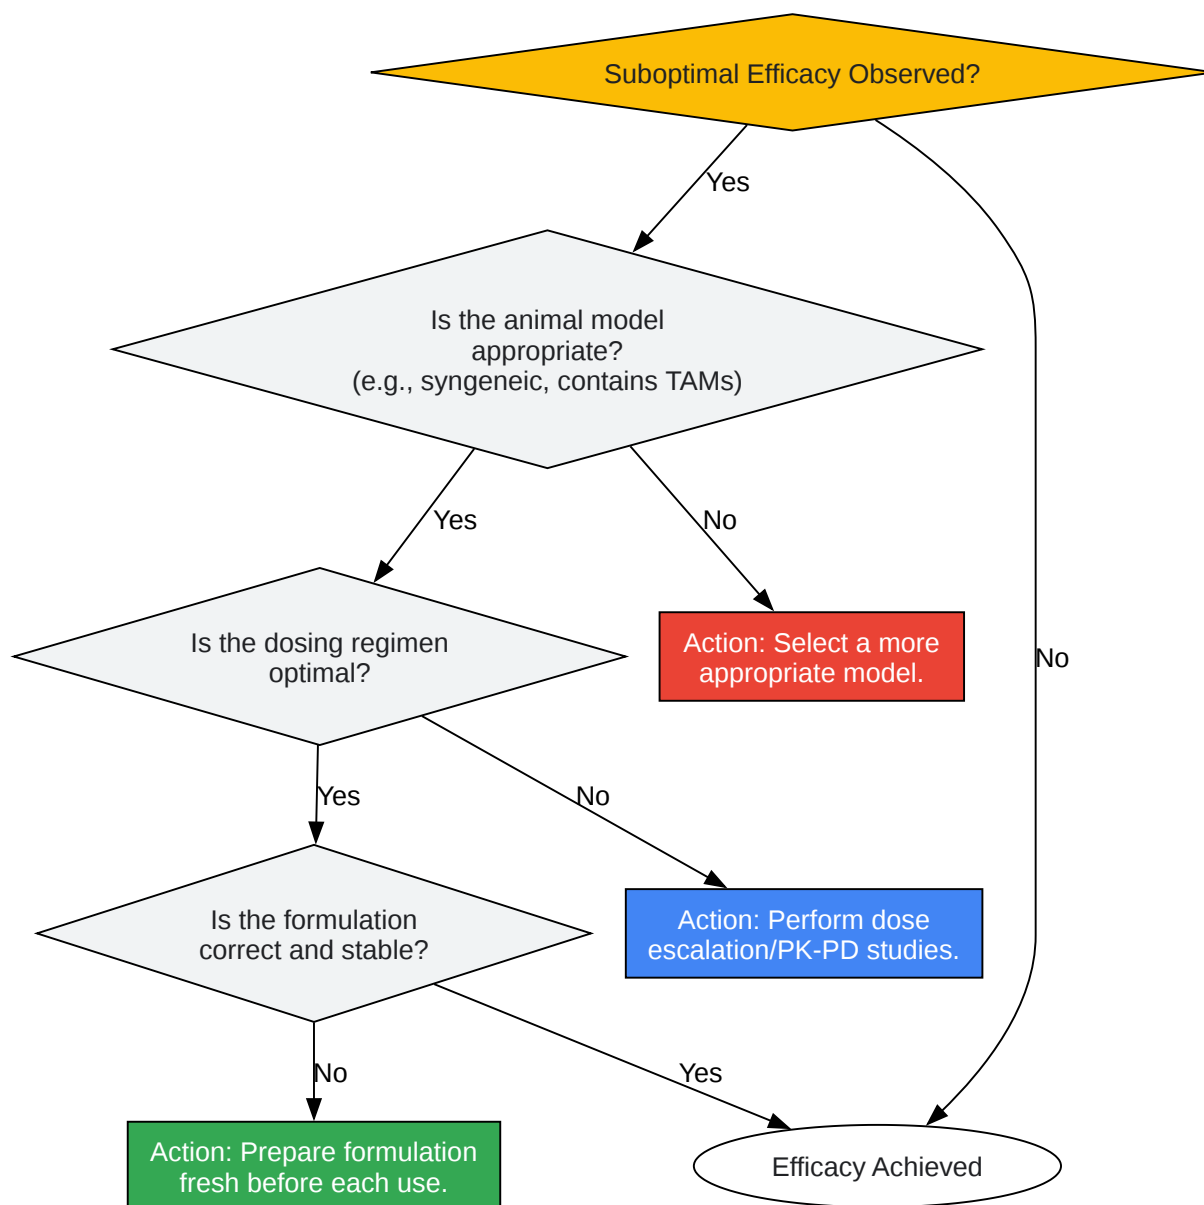 Suboptimal Efficacy Observed?
Yes
Is the animal model
appropriate?
(e.g., syngeneic, contains TAMs)
Yes
No
Is the dosing regimen
optimal?
Action: Select a more
appropriate model.
No
Yes
No
Is the formulation
correct and stable?
Action: Perform dose
escalation/PK-PD studies.
No
Yes
Action: Prepare formulation
fresh before each use.
Efficacy Achieved